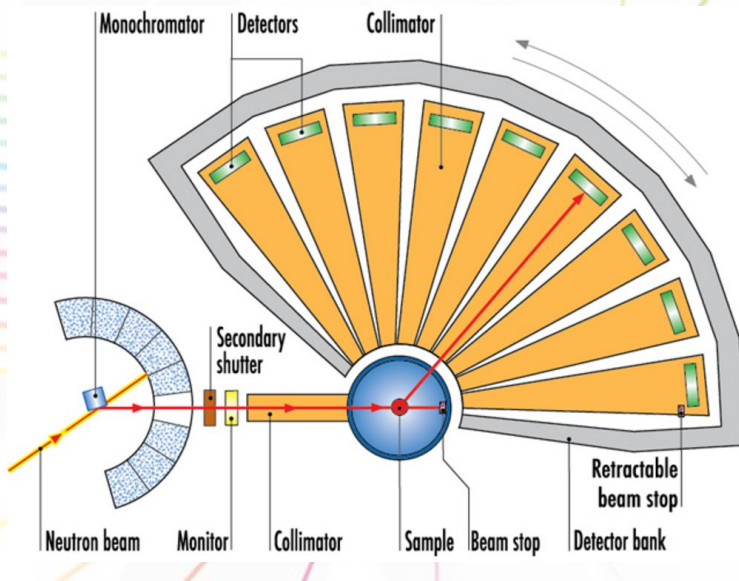 Monochromator
Detectors
Collimator
Secondary
shutter
Retractable
beam stop
Neutron beam
Monitor
Collimator
Sample
Beam stop
Detector bank